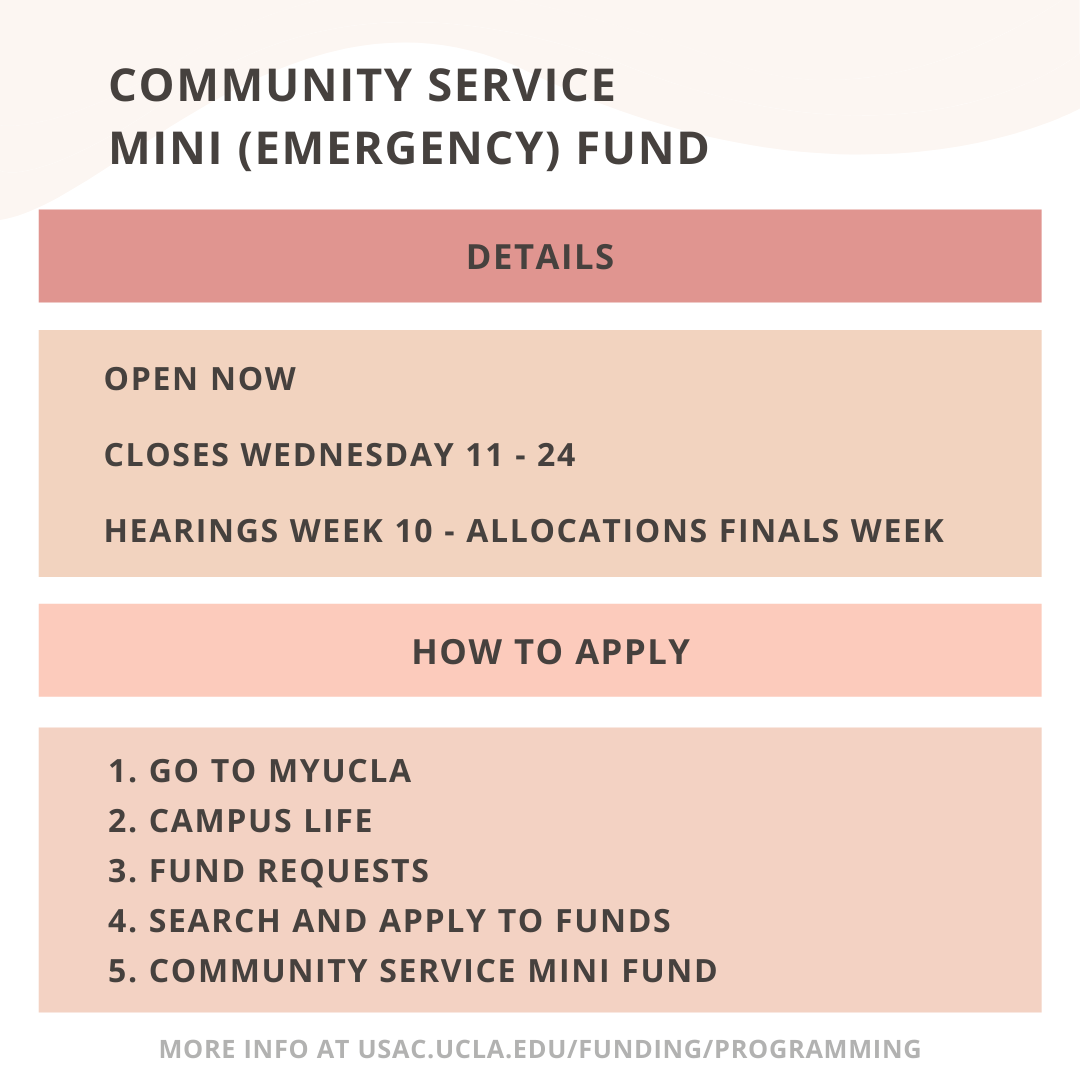 COMMUNITY SERVICE
MINI (EMERGENCY) FUND
DETAILS
OPEN NOW
CLOSES WEDNESDAY 11 - 24
HEARINGS WEEK 10 - ALLOCATIONS FINALS WEEK
HOW TO APPLY
1. GO TO MYUCLA
2. CAMPUS LIFE
3. FUND REQUESTS
4. SEARCH AND APPLY TO FUNDS
5. COMMUNITY SERVICE MINI FUND
MORE INFO AT USAC.UCLA.EDU/FUNDING/PROGRAMMING